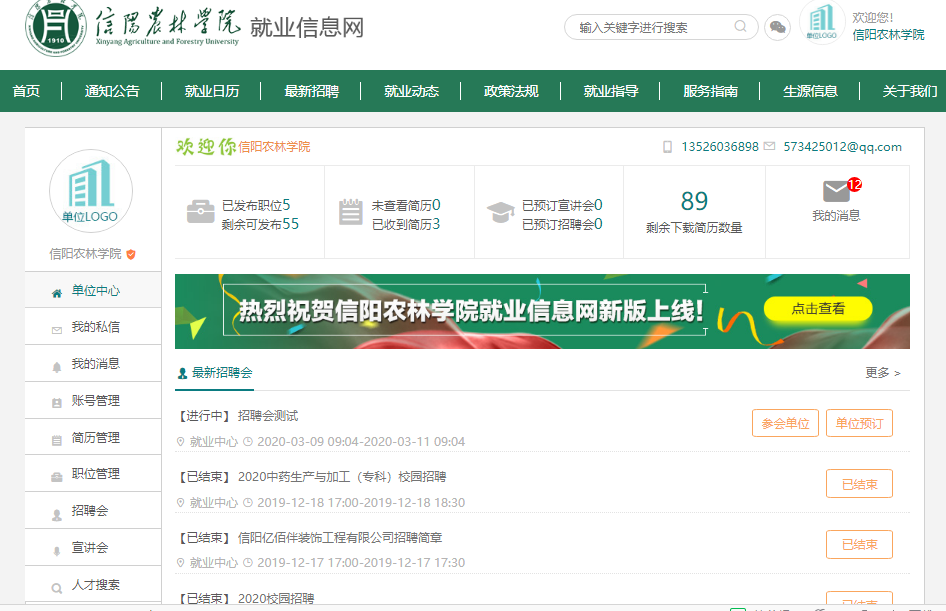 信阳农林学院 就业信息网
Xinyang Agriculture and Forestry University
1910
输入关键字进行搜索
单位LOGO
欢迎您!
信阳农林学院
首页 通知公告 就业日历 最新招聘 就业动态 政策法规 就业指导 服务指南 生源信息 关于我们
单位LOGO
信阳农林学院
单位中心
我的私信
我的消息
账号管理
简历管理
职位管理
招聘会
宣讲会
人才搜索
欢迎你信阳农林学院 13526036898 573425012@qq.com
已发布职位5
剩余可发布55
未查看简历0
已收到简历3
已预订宣讲会0
已预订招聘会0
89
剩余下载简历数量
12
我的消息
热烈祝贺信阳农林学院就业信息网新版上线! 点击查看
最新招聘会 更多 >
【进行中】 招聘会测试 参会单位 单位预订
就业中心 2020-03-09 09:04-2020-03-11 09:04
【已结束】 2020中药生产与加工（专科）校园招聘 已结束
就业中心 2019-12-18 17:00-2019-12-18 18:30
【已结束】 信阳亿佰伴装饰工程有限公司招聘简章 已结束
就业中心 2019-12-17 17:00-2019-12-17 17:30
【已结束】 2020校园招聘 已结束